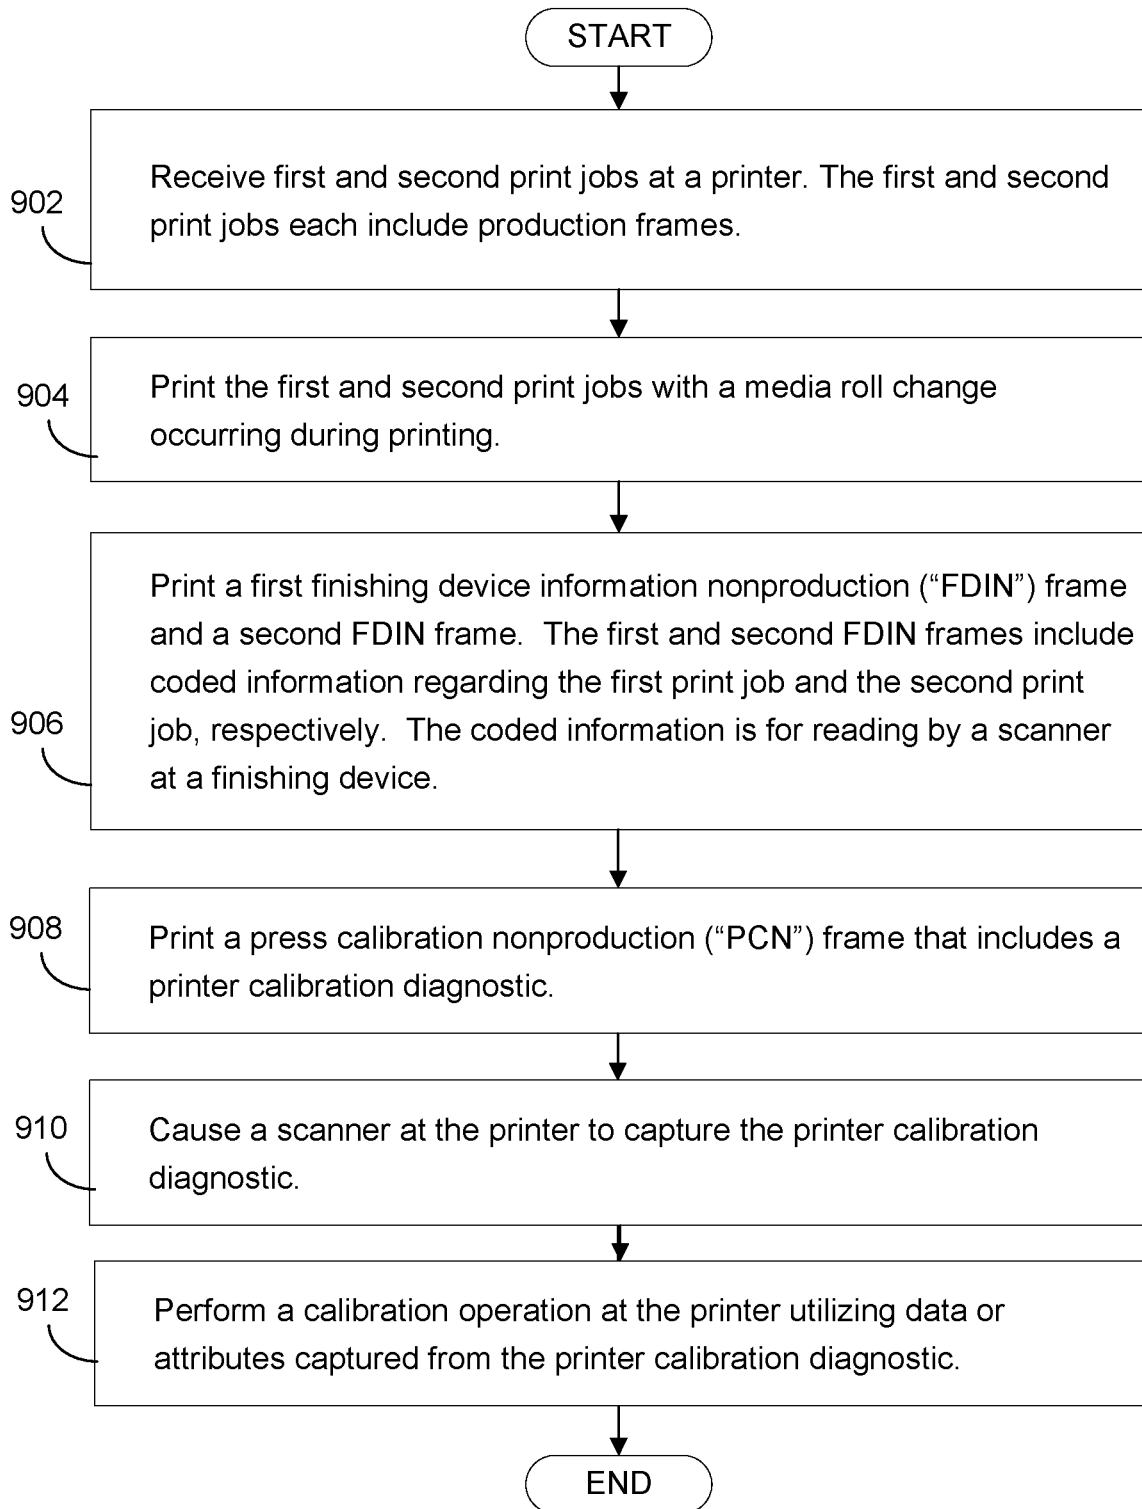 START
902
Receive first and second print jobs at a printer. The first and second
print jobs each include production frames.
904
Print the first and second print jobs with a media roll change
occurring during printing.
906
Print a first finishing device information nonproduction (“FDIN”) frame
and a second FDIN frame.  The first and second FDIN frames include
coded information regarding the first print job and the second print
job, respectively.  The coded information is for reading by a scanner
at a finishing device.
908
Print a press calibration nonproduction (“PCN”) frame that includes a
printer calibration diagnostic.
910
Cause a scanner at the printer to capture the printer calibration
diagnostic.
912
Perform a calibration operation at the printer utilizing data or
attributes captured from the printer calibration diagnostic.
END